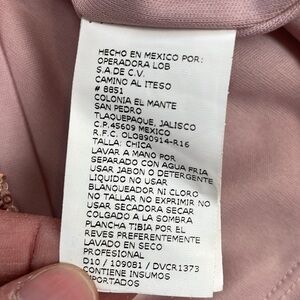 HECHO EN MEXICO POR:
OPERADORA LOB
S.A DE C.V.
CAMINO AL ITESO
# 8851
COLONIA EL MANTE
SAN PEDRO
TLAQUEPAQUE, JALISCO
C.P.45609 MEXICO
R.F.C. OLO890914-R16
TALLA: CHICA
LAVAR A MANO POR
SEPARADO CON AGUA FRIA
USAR JABON O DETERGENTE
LIQUIDO NO USAR
BLANQUEADOR NI CLORO
NO TALLAR NO EXPRIMIR NO
USAR SECADORA SECAR
COLGADO A LA SOMBRA
PLANCHA TIBIA POR EL
REVES PREFERENTEMENTE
LAVADO EN SECO
PROFESIONAL
D10 / 109081 / DVCR1373
CONTIENE INSUMOS
PORTADOS